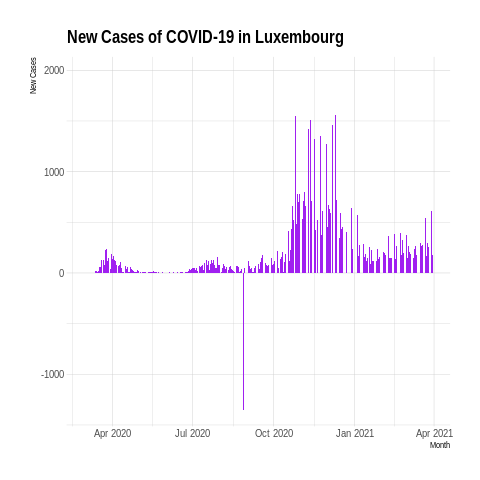 New Cases of COVID-19 in Luxembourg
New Cases
2000
1000
0
-1000
Apr 2020 Jul 2020 Oct 2020 Jan 2021 Apr 2021
Month